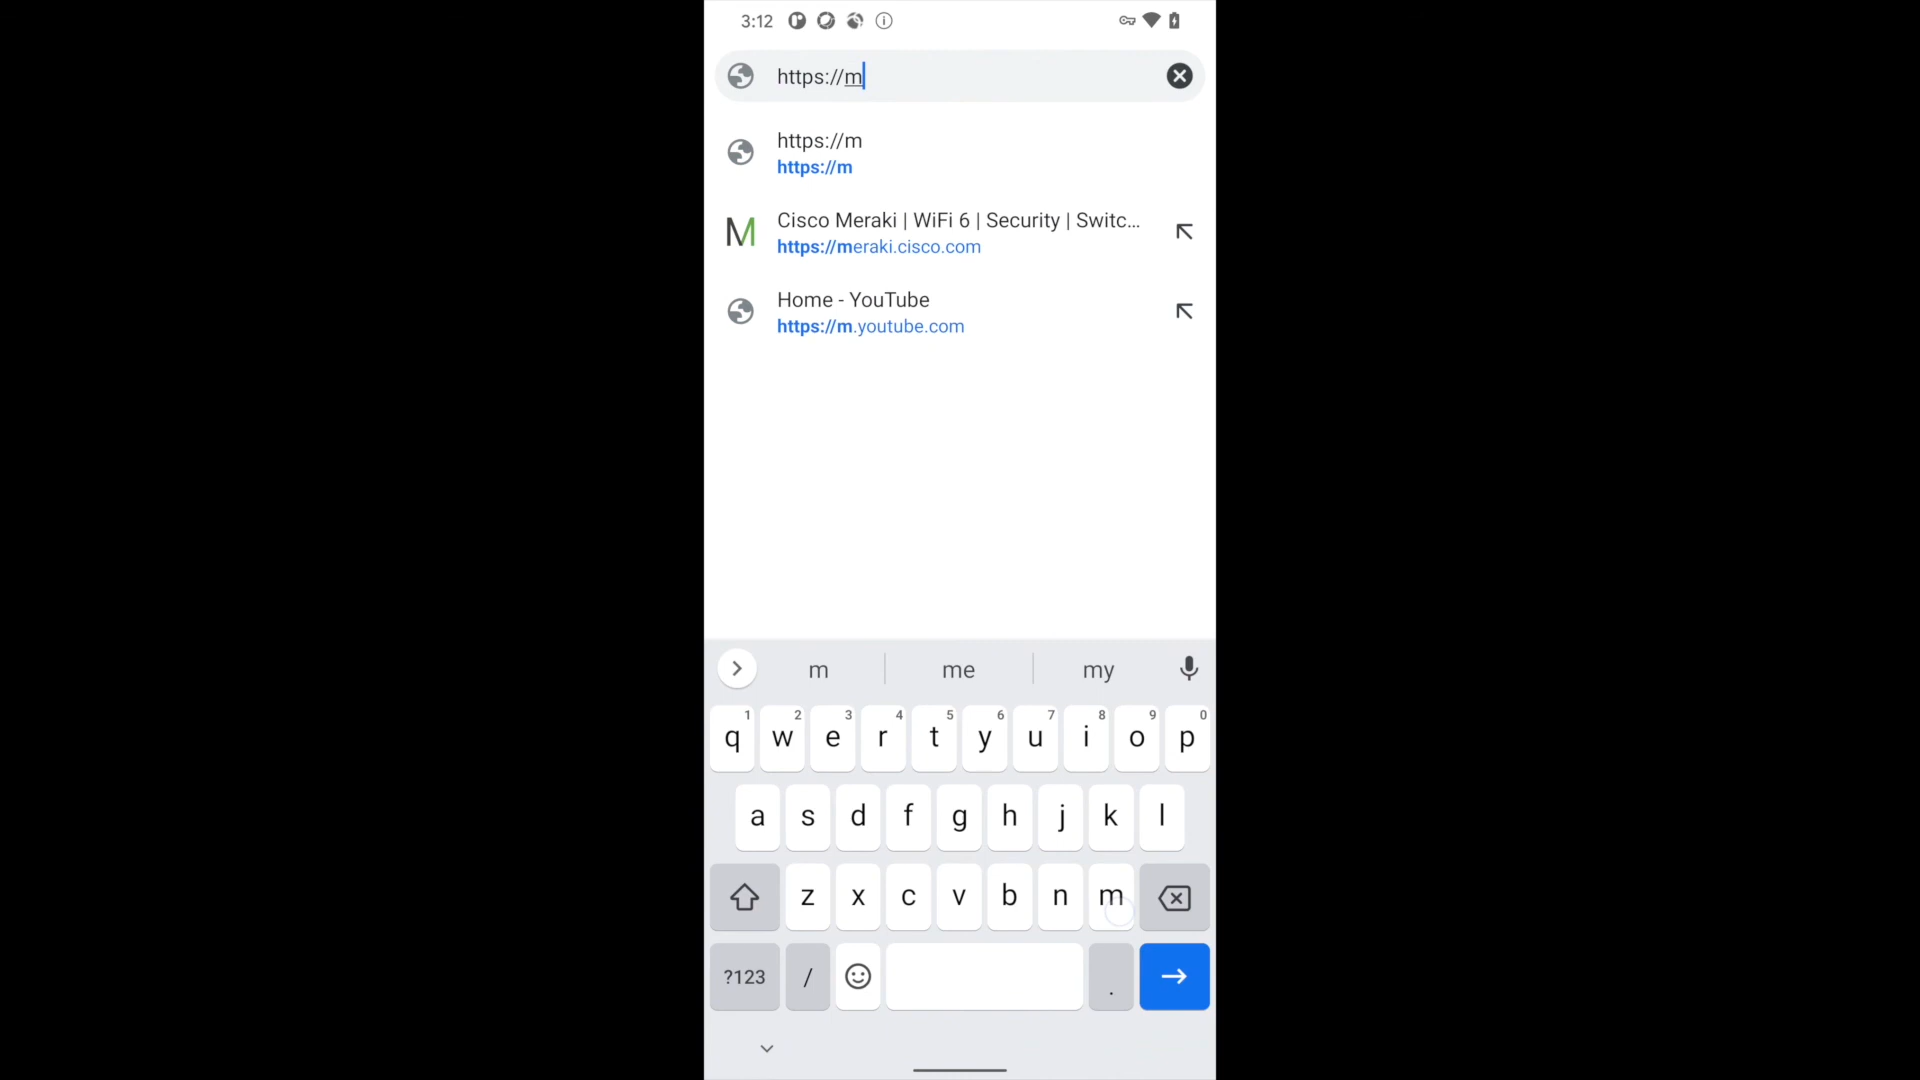 3:12
https://m
https://m
https://m
M
Cisco Meraki | WiFi 6 | Security | Switc...
https://meraki.cisco.com
Home - YouTube
https://m.youtube.com
m me my
1 2 3 4 5 6 7 8 9 0
q w e r t y u i o p
a s d f g h j k l
z x c v b n m
?123 / .